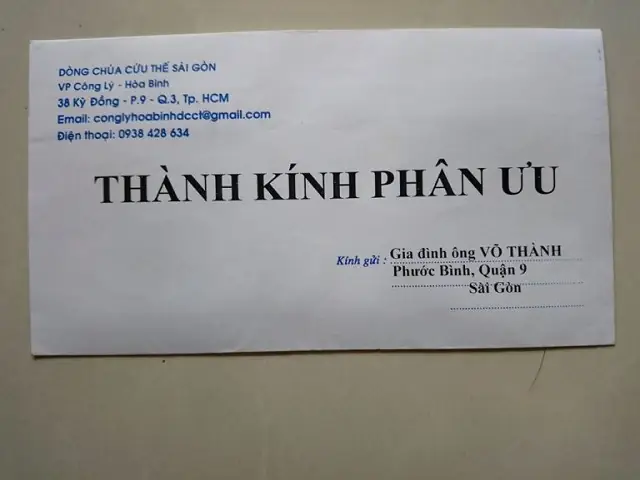 DÒNG CHÚA CỨU THẾ SÀI GÒN
VP Công Lý - Hòa Bình
38 Kỳ Đồng - P.9 - Q.3, Tp. HCM
Email: conglyhoabinhdcct@gmail.com
Điện thoại: 0938 428 634
THÀNH KÍNH PHÂN ƯU
Kính gửi : Gia đình ông VÕ THÀNH
Phước Bình, Quận 9
Sài Gòn